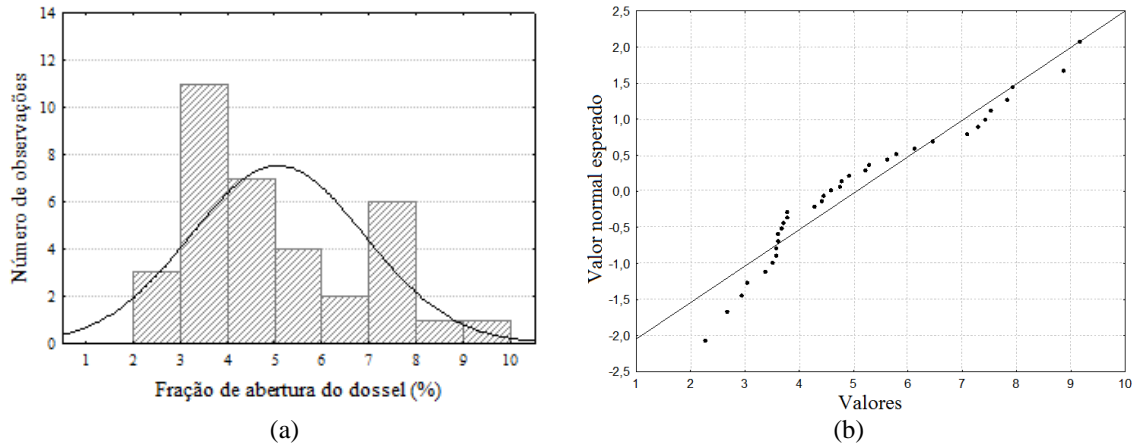 14
12
10
8
6
4
2
0
Número de observações
1 2 3 4 5 6 7 8 9 10
Fração de abertura do dossel (%)
(a)
2,5
2,0
1,5
1,0
0,5
0,0
-0,5
-1,0
-1,5
-2,0
-2,5
Valor normal esperado
1 2 3 4 5 6 7 8 9 10
Valores
(b)